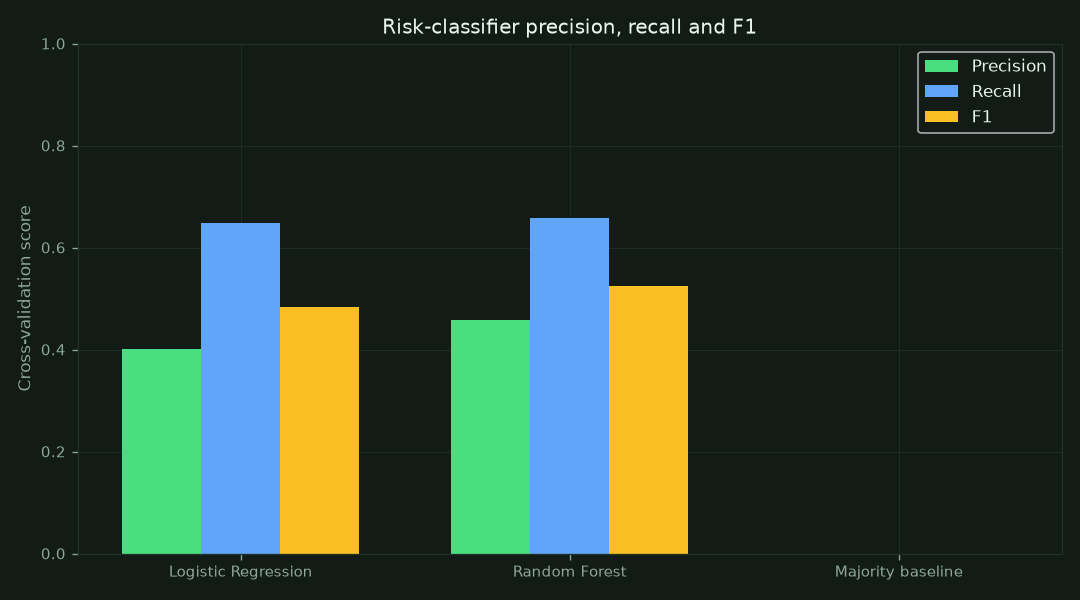 Risk-classifier precision, recall and F1
Precision
Recall
F1
Cross-validation score
1.0
0.8
0.6
0.4
0.2
0.0
Logistic Regression
Random Forest
Majority baseline